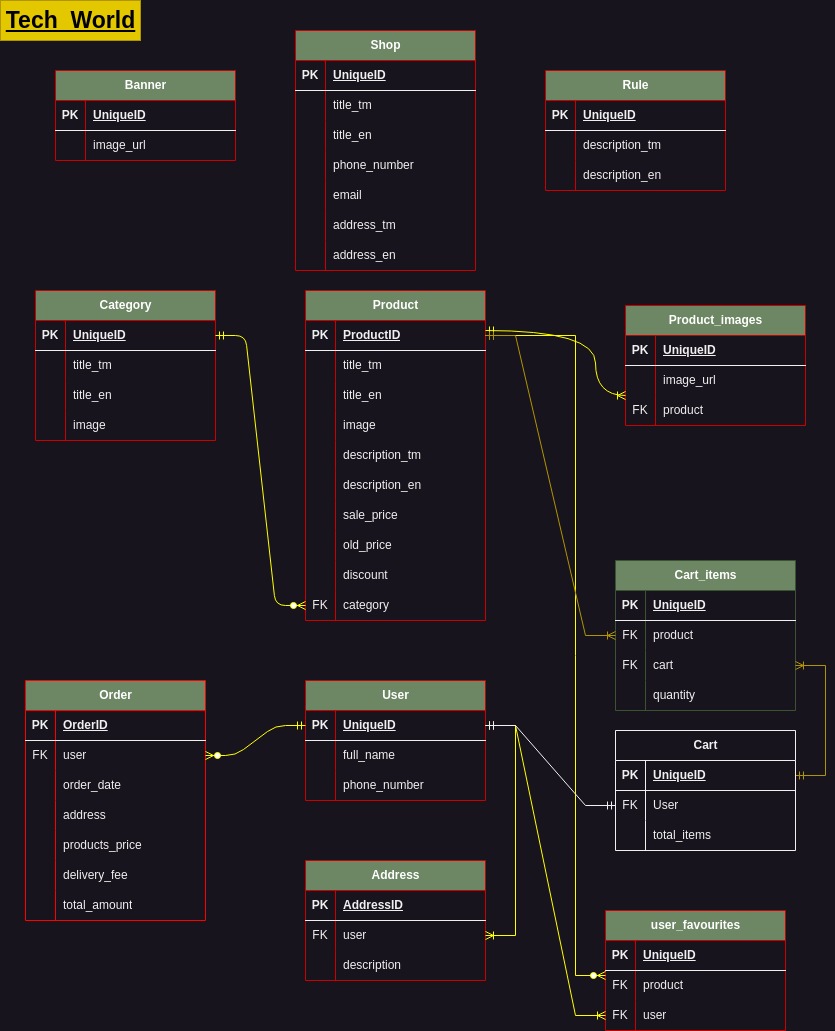 Tech World
Banner
PK UniqueID
image_url
Shop
PK UniqueID
title_tm
title_en
phone_number
email
address_tm
address_en
Rule
PK UniqueID
description_tm
description_en
Category
PK UniqueID
title_tm
title_en
image
Product
PK ProductID
title_tm
title_en
image
description_tm
description_en
sale_price
old_price
discount
FK category
Product_images
PK UniqueID
image_url
FK product
Cart_items
PK UniqueID
FK product
FK cart
quantity
Order
PK OrderID
FK user
order_date
address
products_price
delivery_fee
total_amount
User
PK UniqueID
full_name
phone_number
Cart
PK UniqueID
FK User
total_items
Address
PK AddressID
FK user
description
user_favourites
PK UniqueID
FK product
FK user